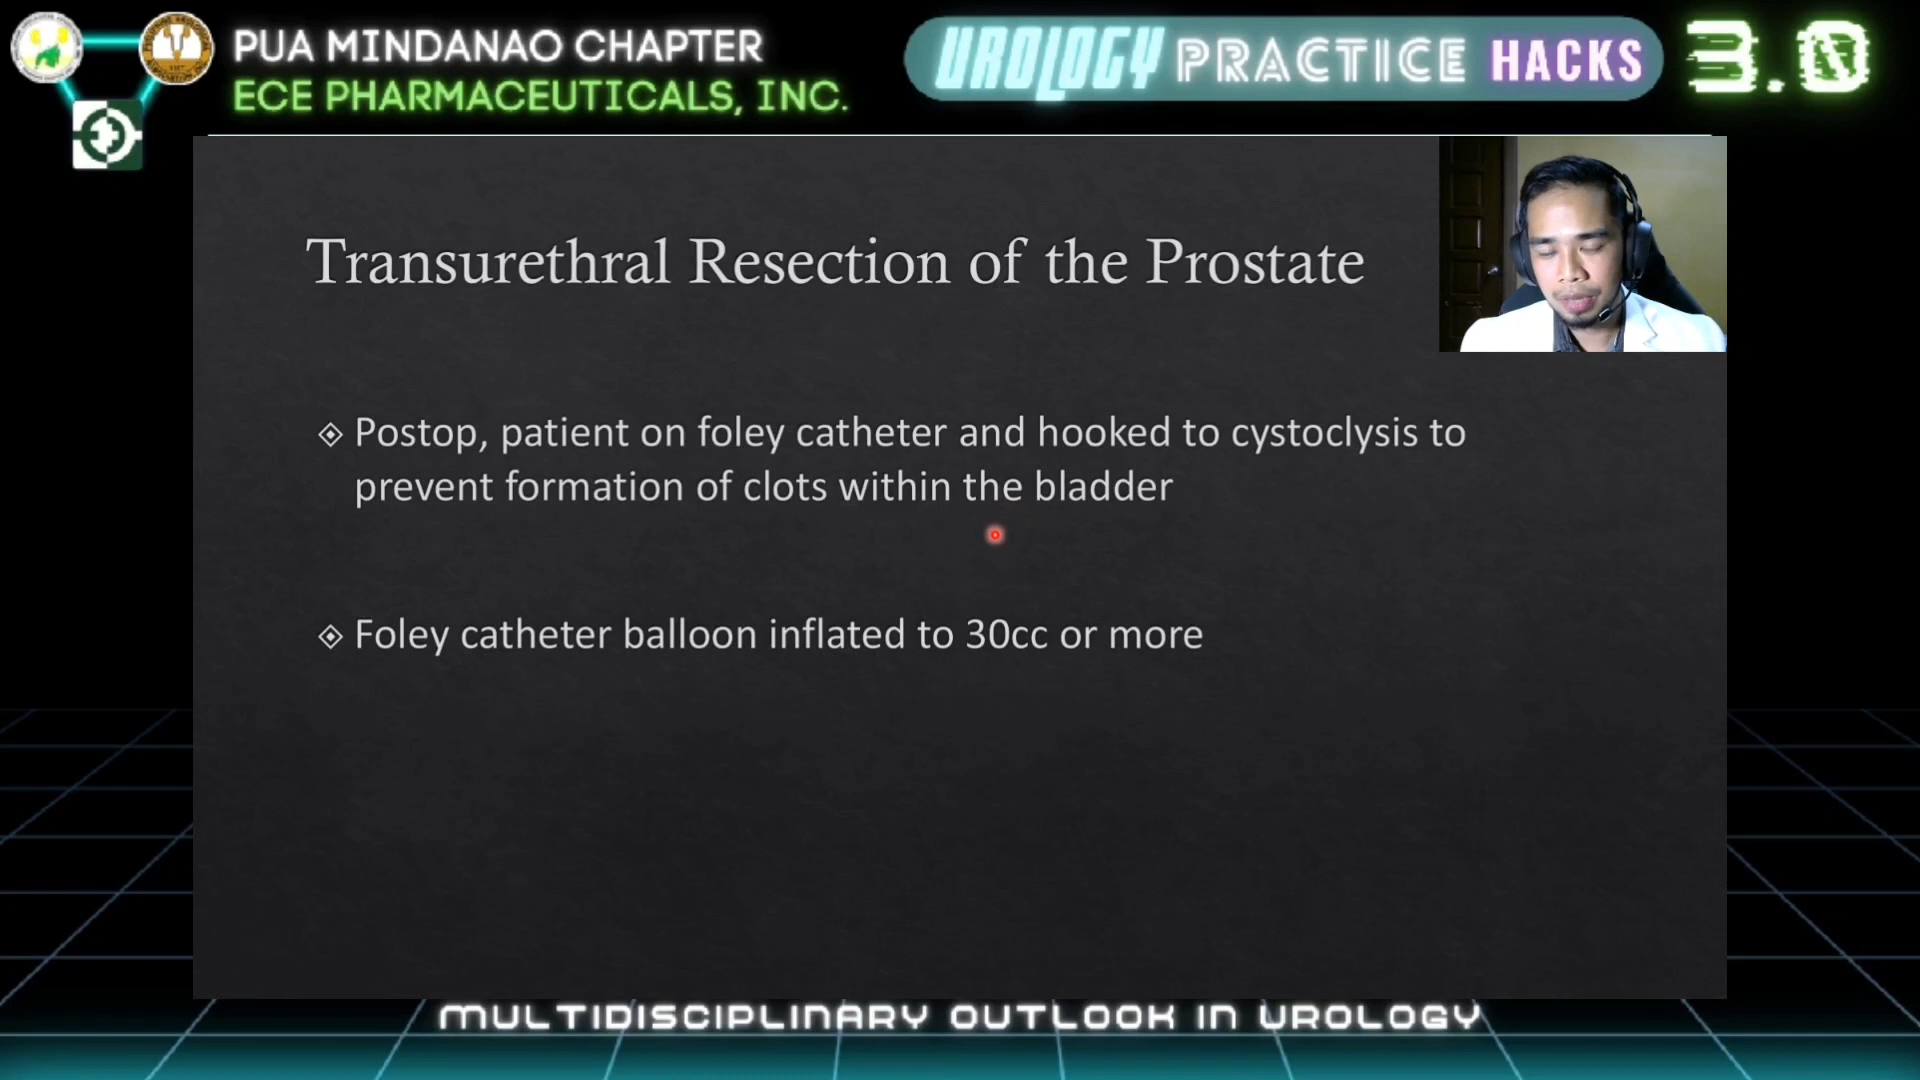 PUA MINDANAO CHAPTER
ECE PHARMACEUTICALS, INC.
UROLOGY PRACTICE HACKS 3.0
Transurethral Resection of the Prostate
Postop, patient on foley catheter and hooked to cystoclysis to
prevent formation of clots within the bladder
Foley catheter balloon inflated to 30cc or more
MULTIDISCIPLINARY OUTLOOK IN UROLOGY